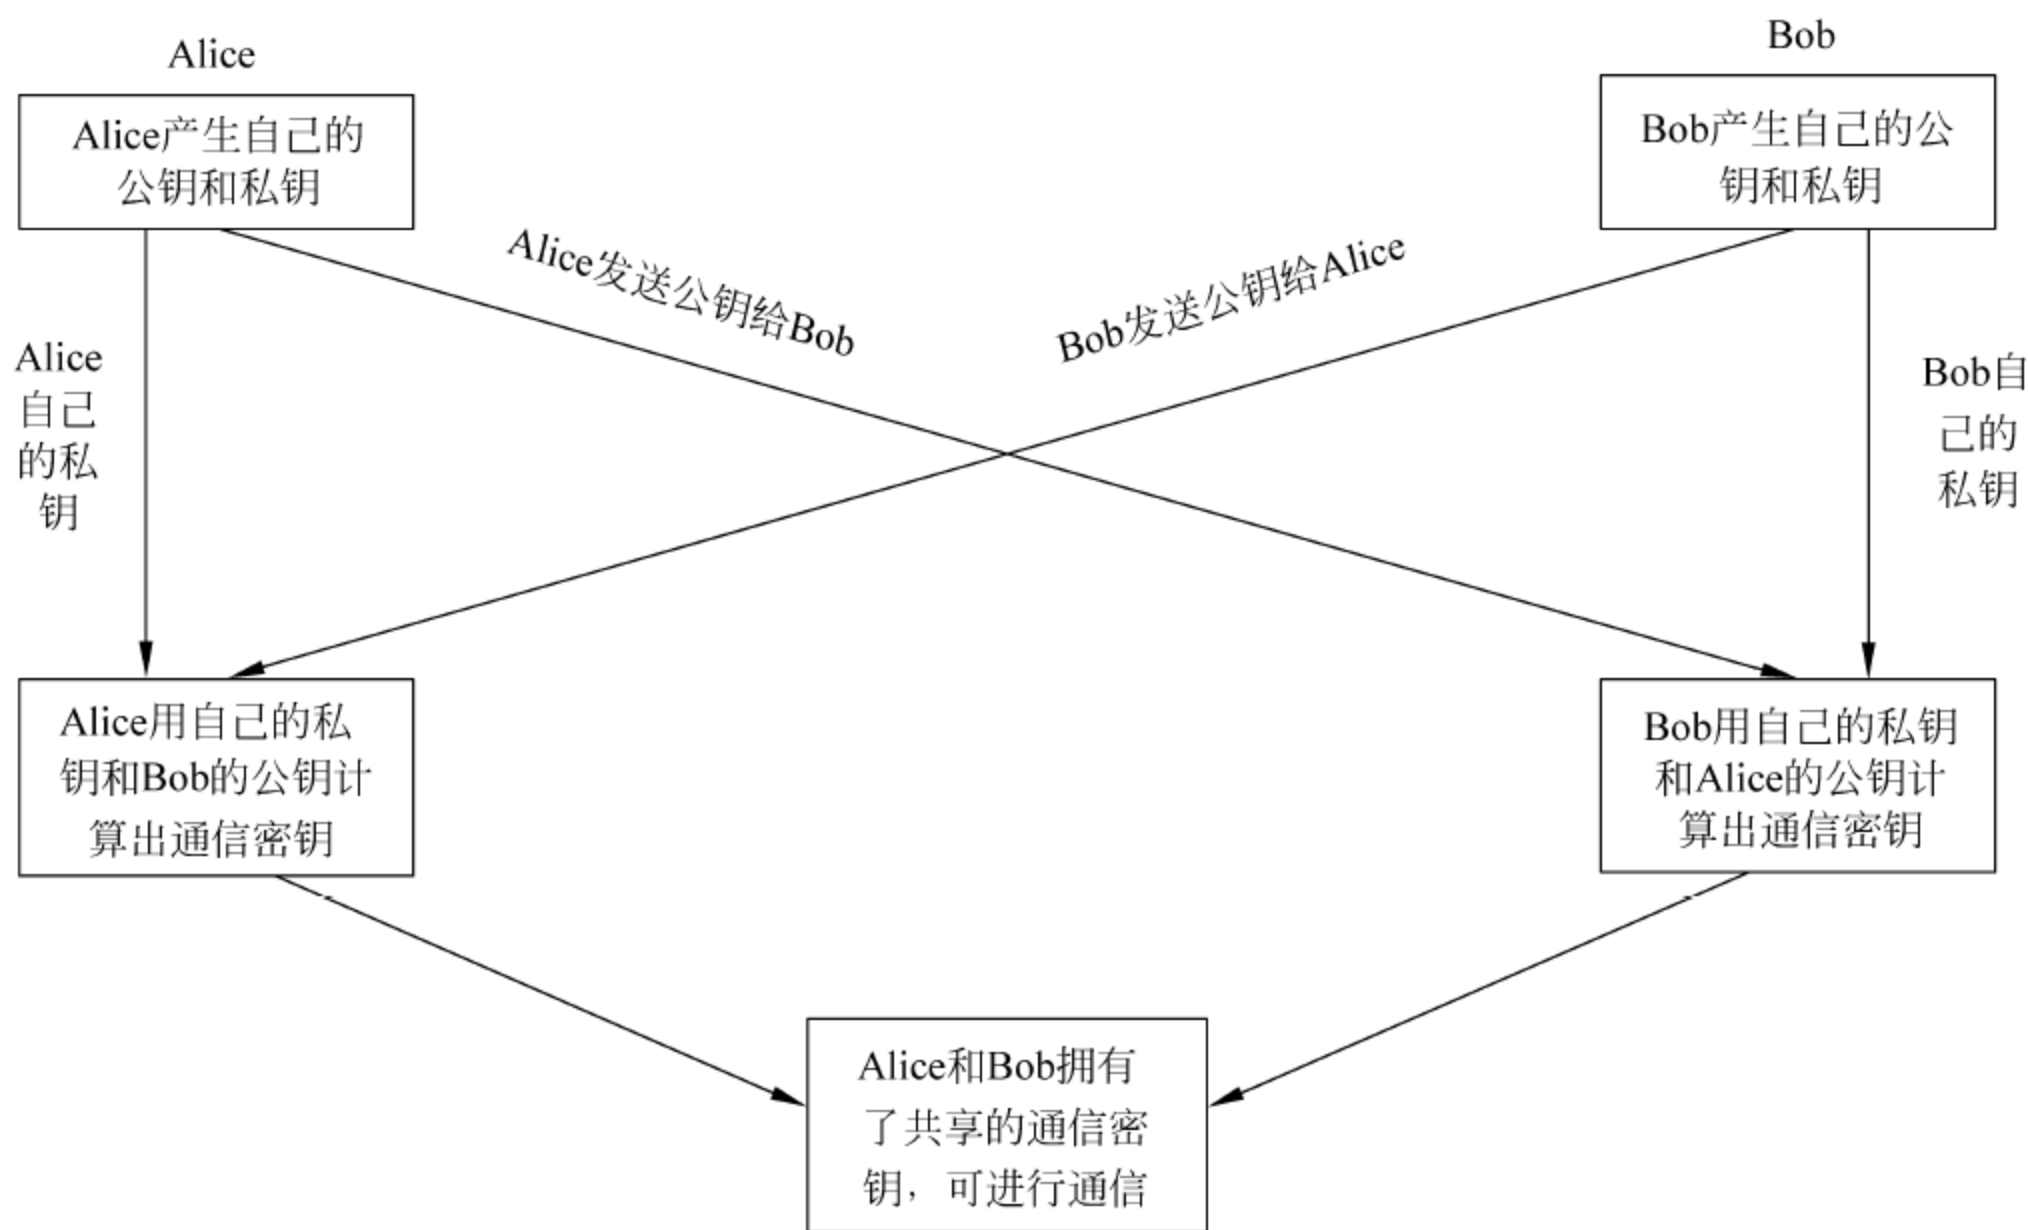 Alice
Bob
Alice产生自己的
公钥和私钥
Bob产生自己的公
钥和私钥
Alice发送公钥给Bob
Bob发送公钥给Alice
Alice
自己
的私
钥
Bob自
己的
私钥
Alice用自己的私
钥和Bob的公钥计
算出通信密钥
Bob用自己的私钥
和Alice的公钥计
算出通信密钥
Alice和Bob拥有
了共享的通信密
钥，可进行通信